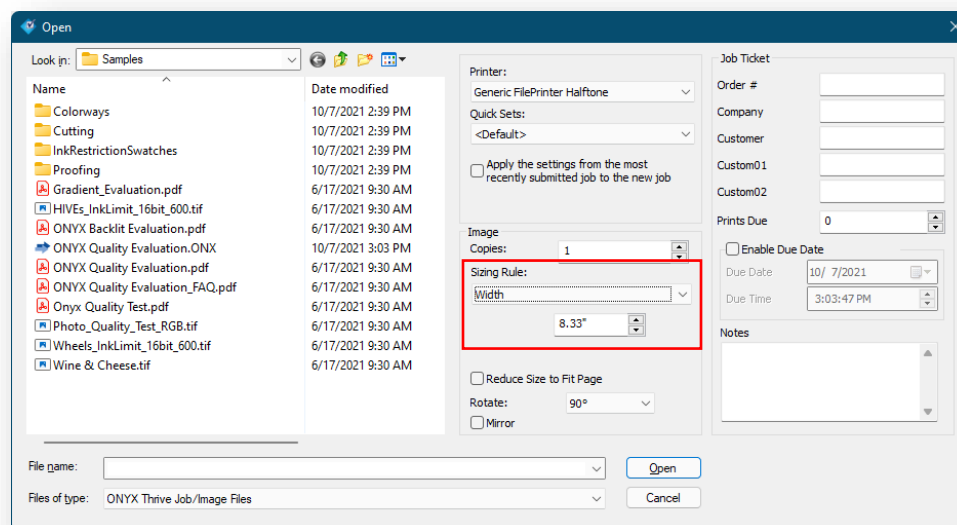 Open
Look in: Samples
Name Date modified
Colorways 10/7/2021 2:39 PM
Cutting 10/7/2021 2:39 PM
InkRestrictionSwatches 10/7/2021 2:39 PM
Proofing 10/7/2021 2:39 PM
Gradient_Evaluation.pdf 6/17/2021 9:30 AM
HIVEs_InkLimit_16bit_600.tif 6/17/2021 9:30 AM
ONYX Backlit Evaluation.pdf 6/17/2021 9:30 AM
ONYX Quality Evaluation.ONX 10/7/2021 3:03 PM
ONYX Quality Evaluation.pdf 6/17/2021 9:30 AM
ONYX Quality Evaluation_FAQ.pdf 6/17/2021 9:30 AM
Onyx Quality Test.pdf 6/17/2021 9:30 AM
Photo_Quality_Test_RGB.tif 6/17/2021 9:30 AM
Wheels_InkLimit_16bit_600.tif 6/17/2021 9:30 AM
Wine & Cheese.tif 6/17/2021 9:30 AM
File name:
Open
Files of type: ONYX Thrive Job/Image Files
Cancel
Printer:
Generic FilePrinter Halftone
Quick Sets:
<Default>
Apply the settings from the most
recently submitted job to the new job
Image
Copies: 1
Sizing Rule:
Width
8.33"
Reduce Size to Fit Page
Rotate: 90°
Mirror
Job Ticket
Order #
Company
Customer
Custom01
Custom02
Prints Due 0
Enable Due Date
Due Date 10/ 7/2021
Due Time 3:03:47 PM
Notes